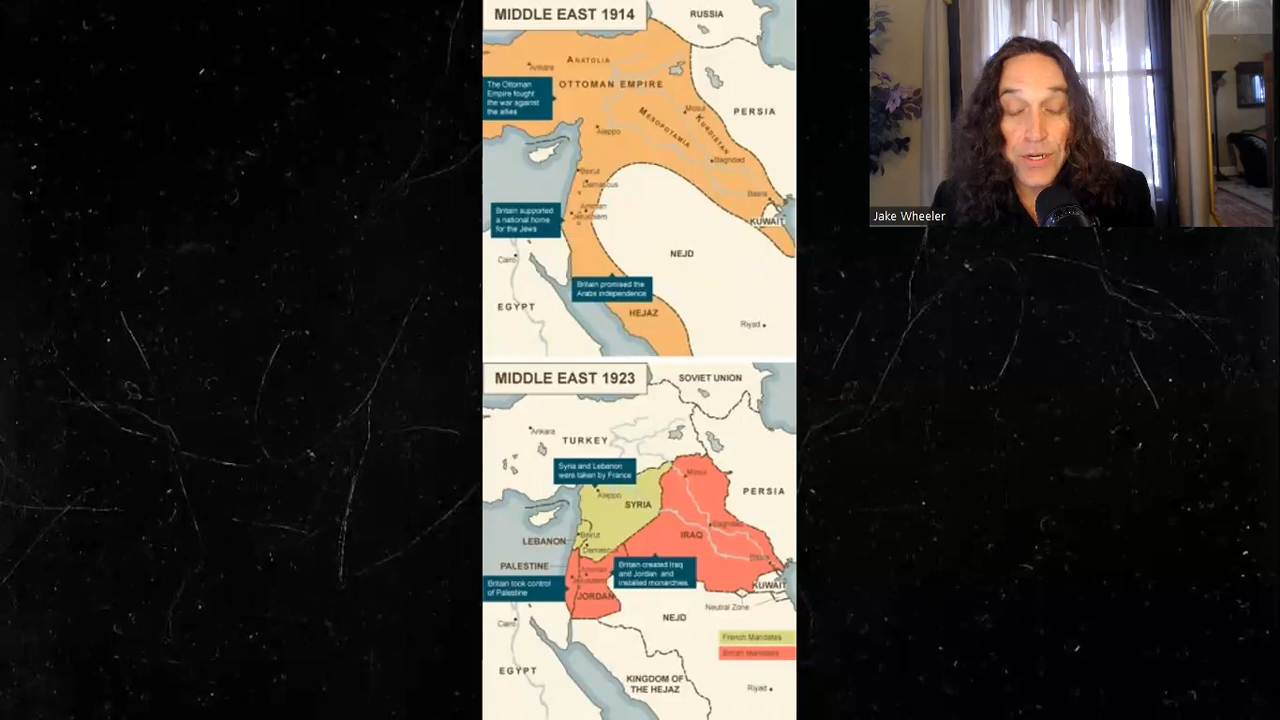 MIDDLE EAST 1914
RUSSIA
ANATOLIA
Ankara
OTTOMAN EMPIRE
The Ottoman
Empire fought
the war against
the allies
PERSIA
Mosul
MESOPOTAMIA
KURDISTAN
Aleppo
Baghdad
Beirut
Damascus
Basra
Amman
Jerusalem
Britain supported
a national home
for the Jews
KUWAIT
NEJD
Cairo
Britain promised the
Arabs independence
EGYPT
HEJAZ
Riyad
Jake Wheeler
MIDDLE EAST 1923
SOVIET UNION
Ankara
TURKEY
Syria and Lebanon
were taken by France
Mosul
PERSIA
Aleppo
SYRIA
Baghdad
IRAQ
Beirut
LEBANON
Damascus
Basra
PALESTINE
Amman
Jerusalem
Britain created Iraq
and Jordan and
installed monarchies
Britain took control
of Palestine
KUWAIT
JORDAN
Neutral Zone
NEJD
Cairo
French Mandates
British Mandates
EGYPT
KINGDOM OF
THE HEJAZ
Riyad